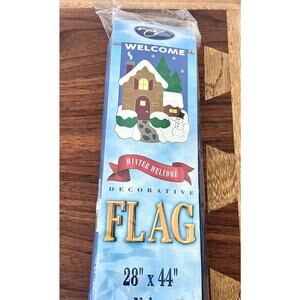 WELCOME
WINTER WELCOME
DECORATIVE
FLAG
28" x 44"